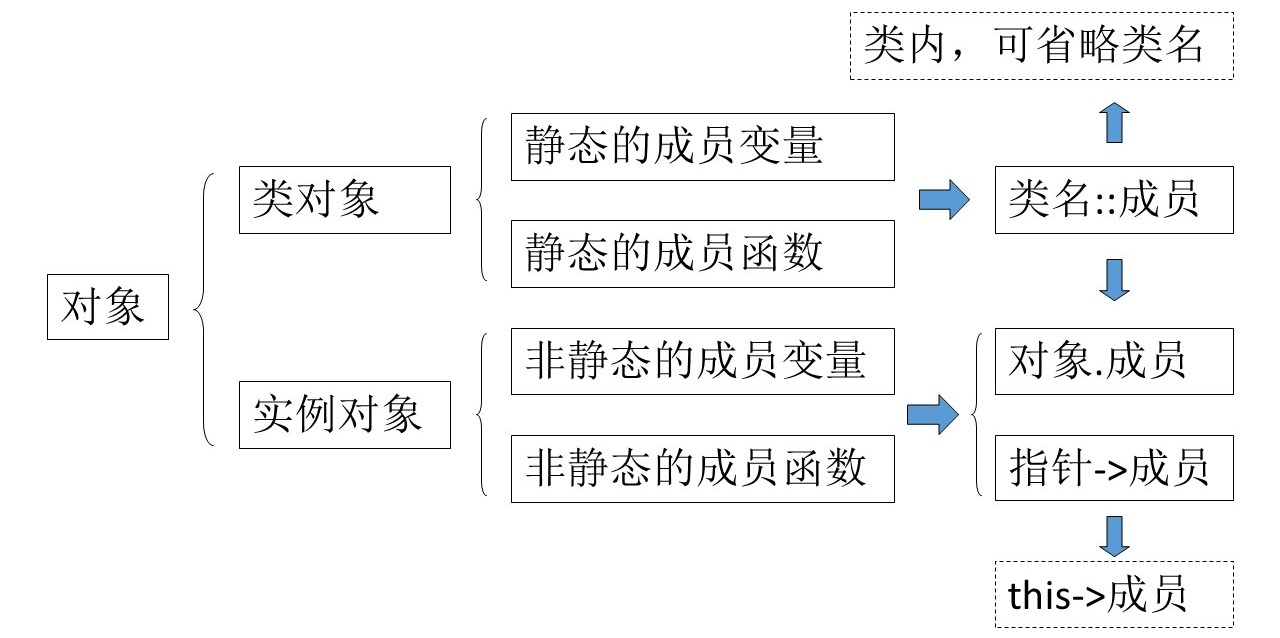 类内，可省略类名
静态的成员变量
类对象
类名::成员
静态的成员函数
对象
非静态的成员变量
对象.成员
实例对象
非静态的成员函数
指针->成员
this->成员